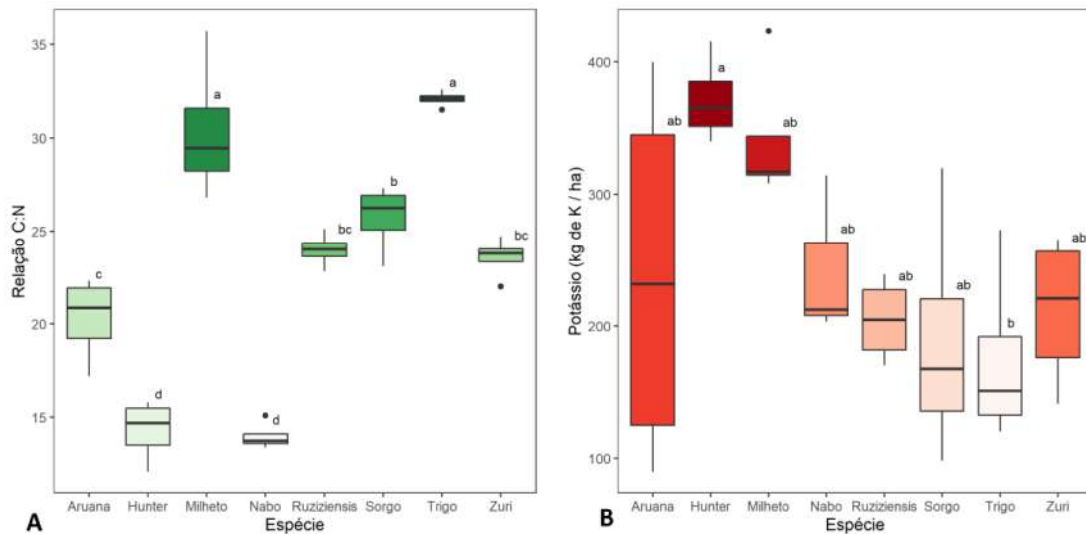 Relação C:N
35
30
25
20
15
c
d
a
d
bc
b
a
bc
Aruana Hunter Milheto Nabo Ruziziensis Sorgo Trigo Zuri
Espécie
A
Potássio (kg de K / ha)
400
300
200
100
ab
a
ab
ab
ab
ab
b
ab
Aruana Hunter Milheto Nabo Ruziziensis Sorgo Trigo Zuri
Espécie
B